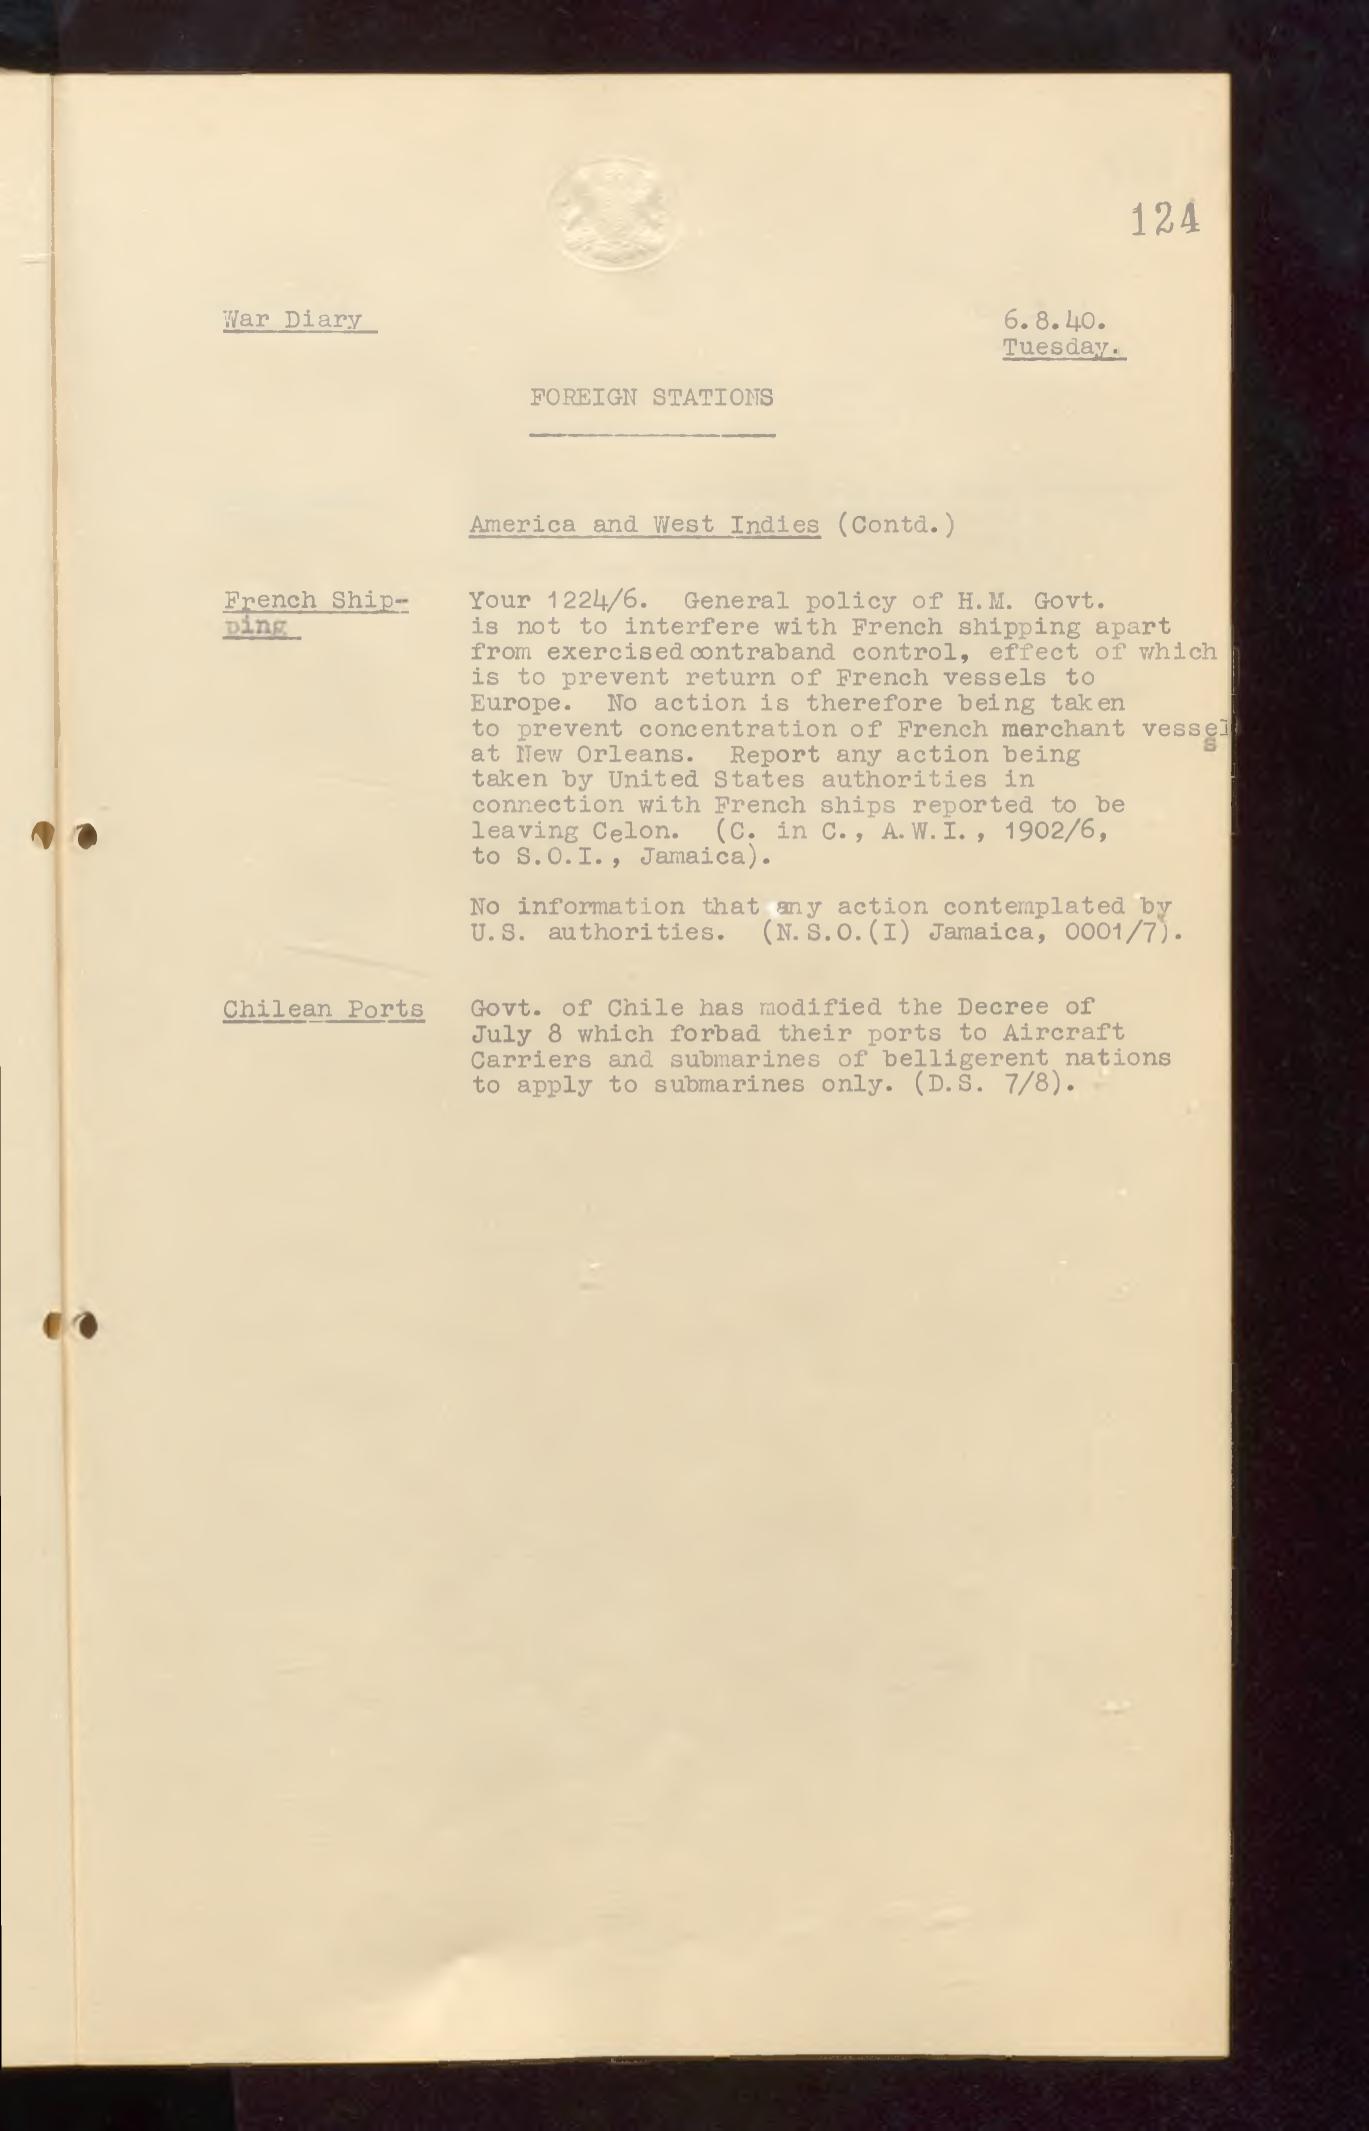 124
War Diary
6.8.40.
Tuesday.
FOREIGN STATIONS
America and West Indies (Contd.)
French Ship-
ping
Your 1224/6. General policy of H.M. Govt.
is not to interfere with French shipping apart
from exercised contraband control, effect of which
is to prevent return of French vessels to
Europe. No action is therefore being taken
to prevent concentration of French merchant vessel
s
at New Orleans. Report any action being
taken by United States authorities in
connection with French ships reported to be
leaving Celon. (C. in C., A.W.I., 1902/6,
to S.O.I., Jamaica).
No information that any action contemplated by
U.S. authorities. (N.S.O.(I) Jamaica, 0001/7).
Chilean Ports
Govt. of Chile has modified the Decree of
July 8 which forbad their ports to Aircraft
Carriers and submarines of belligerent nations
to apply to submarines only. (D.S. 7/8).